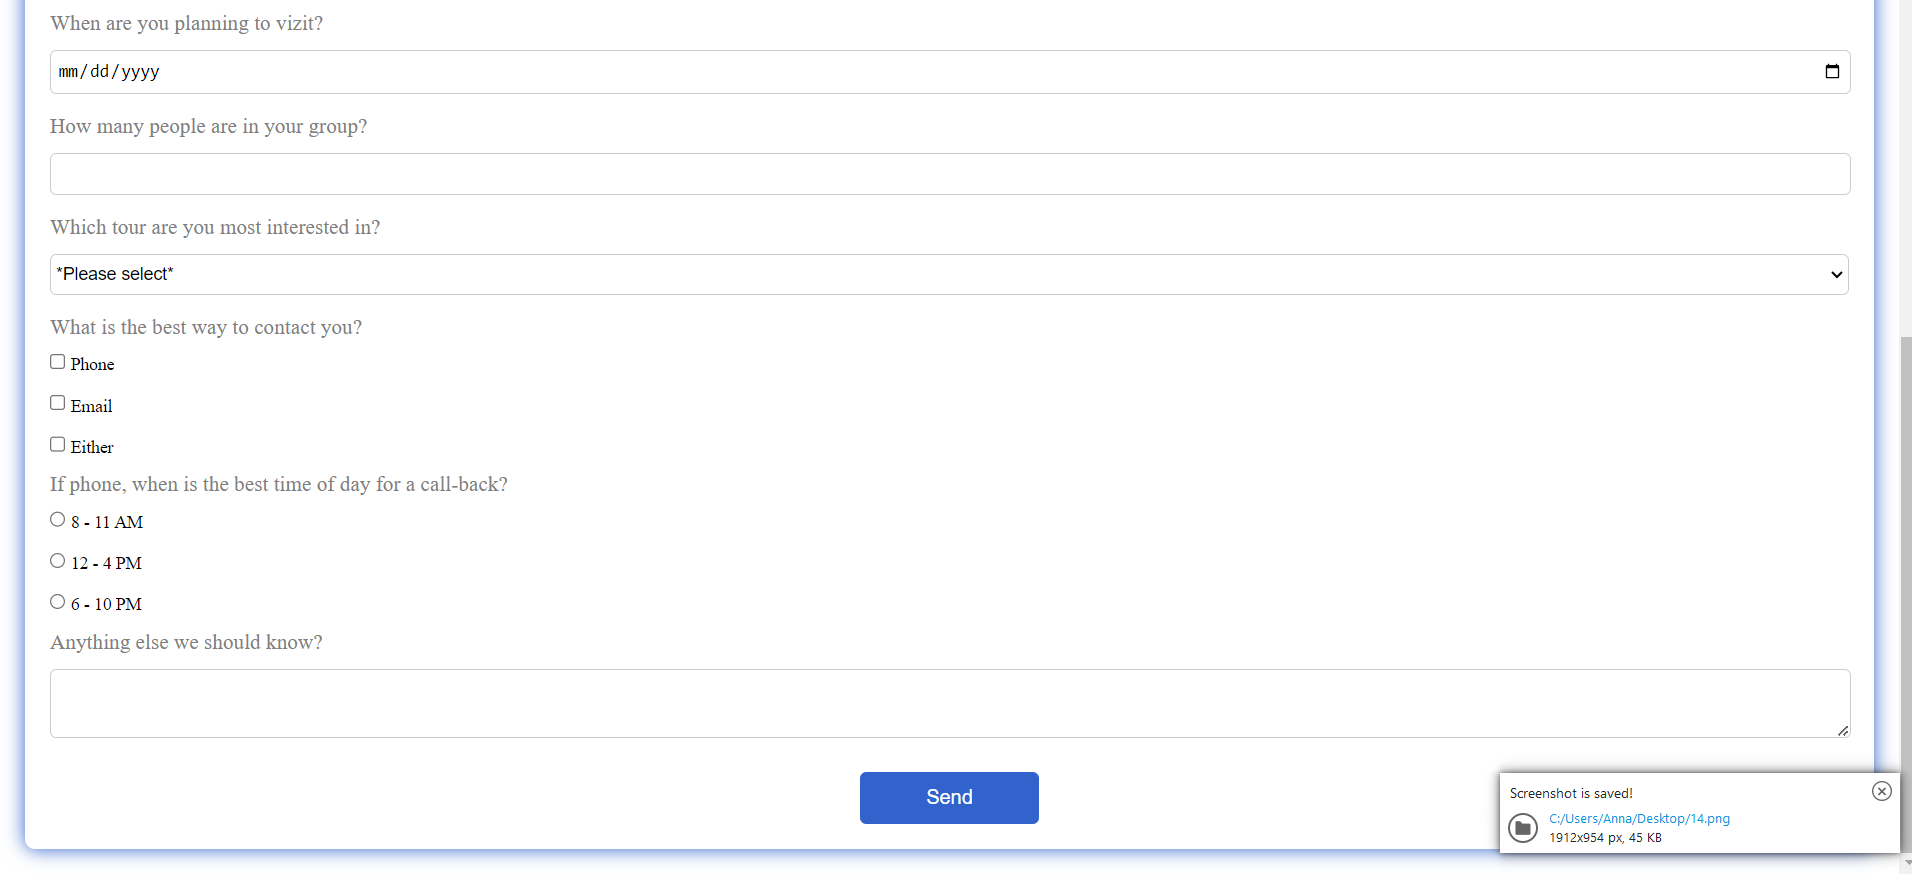 When are you planning to vizit?
mm/dd/yyyy
How many people are in your group?
Which tour are you most interested in?
*Please select*
What is the best way to contact you?
Phone
Email
Either
If phone, when is the best time of day for a call-back?
8 - 11 AM
12 - 4 PM
6 - 10 PM
Anything else we should know?
Send
Screenshot is saved!
C:/Users/Anna/Desktop/14.png
1912x954 px, 45 KB